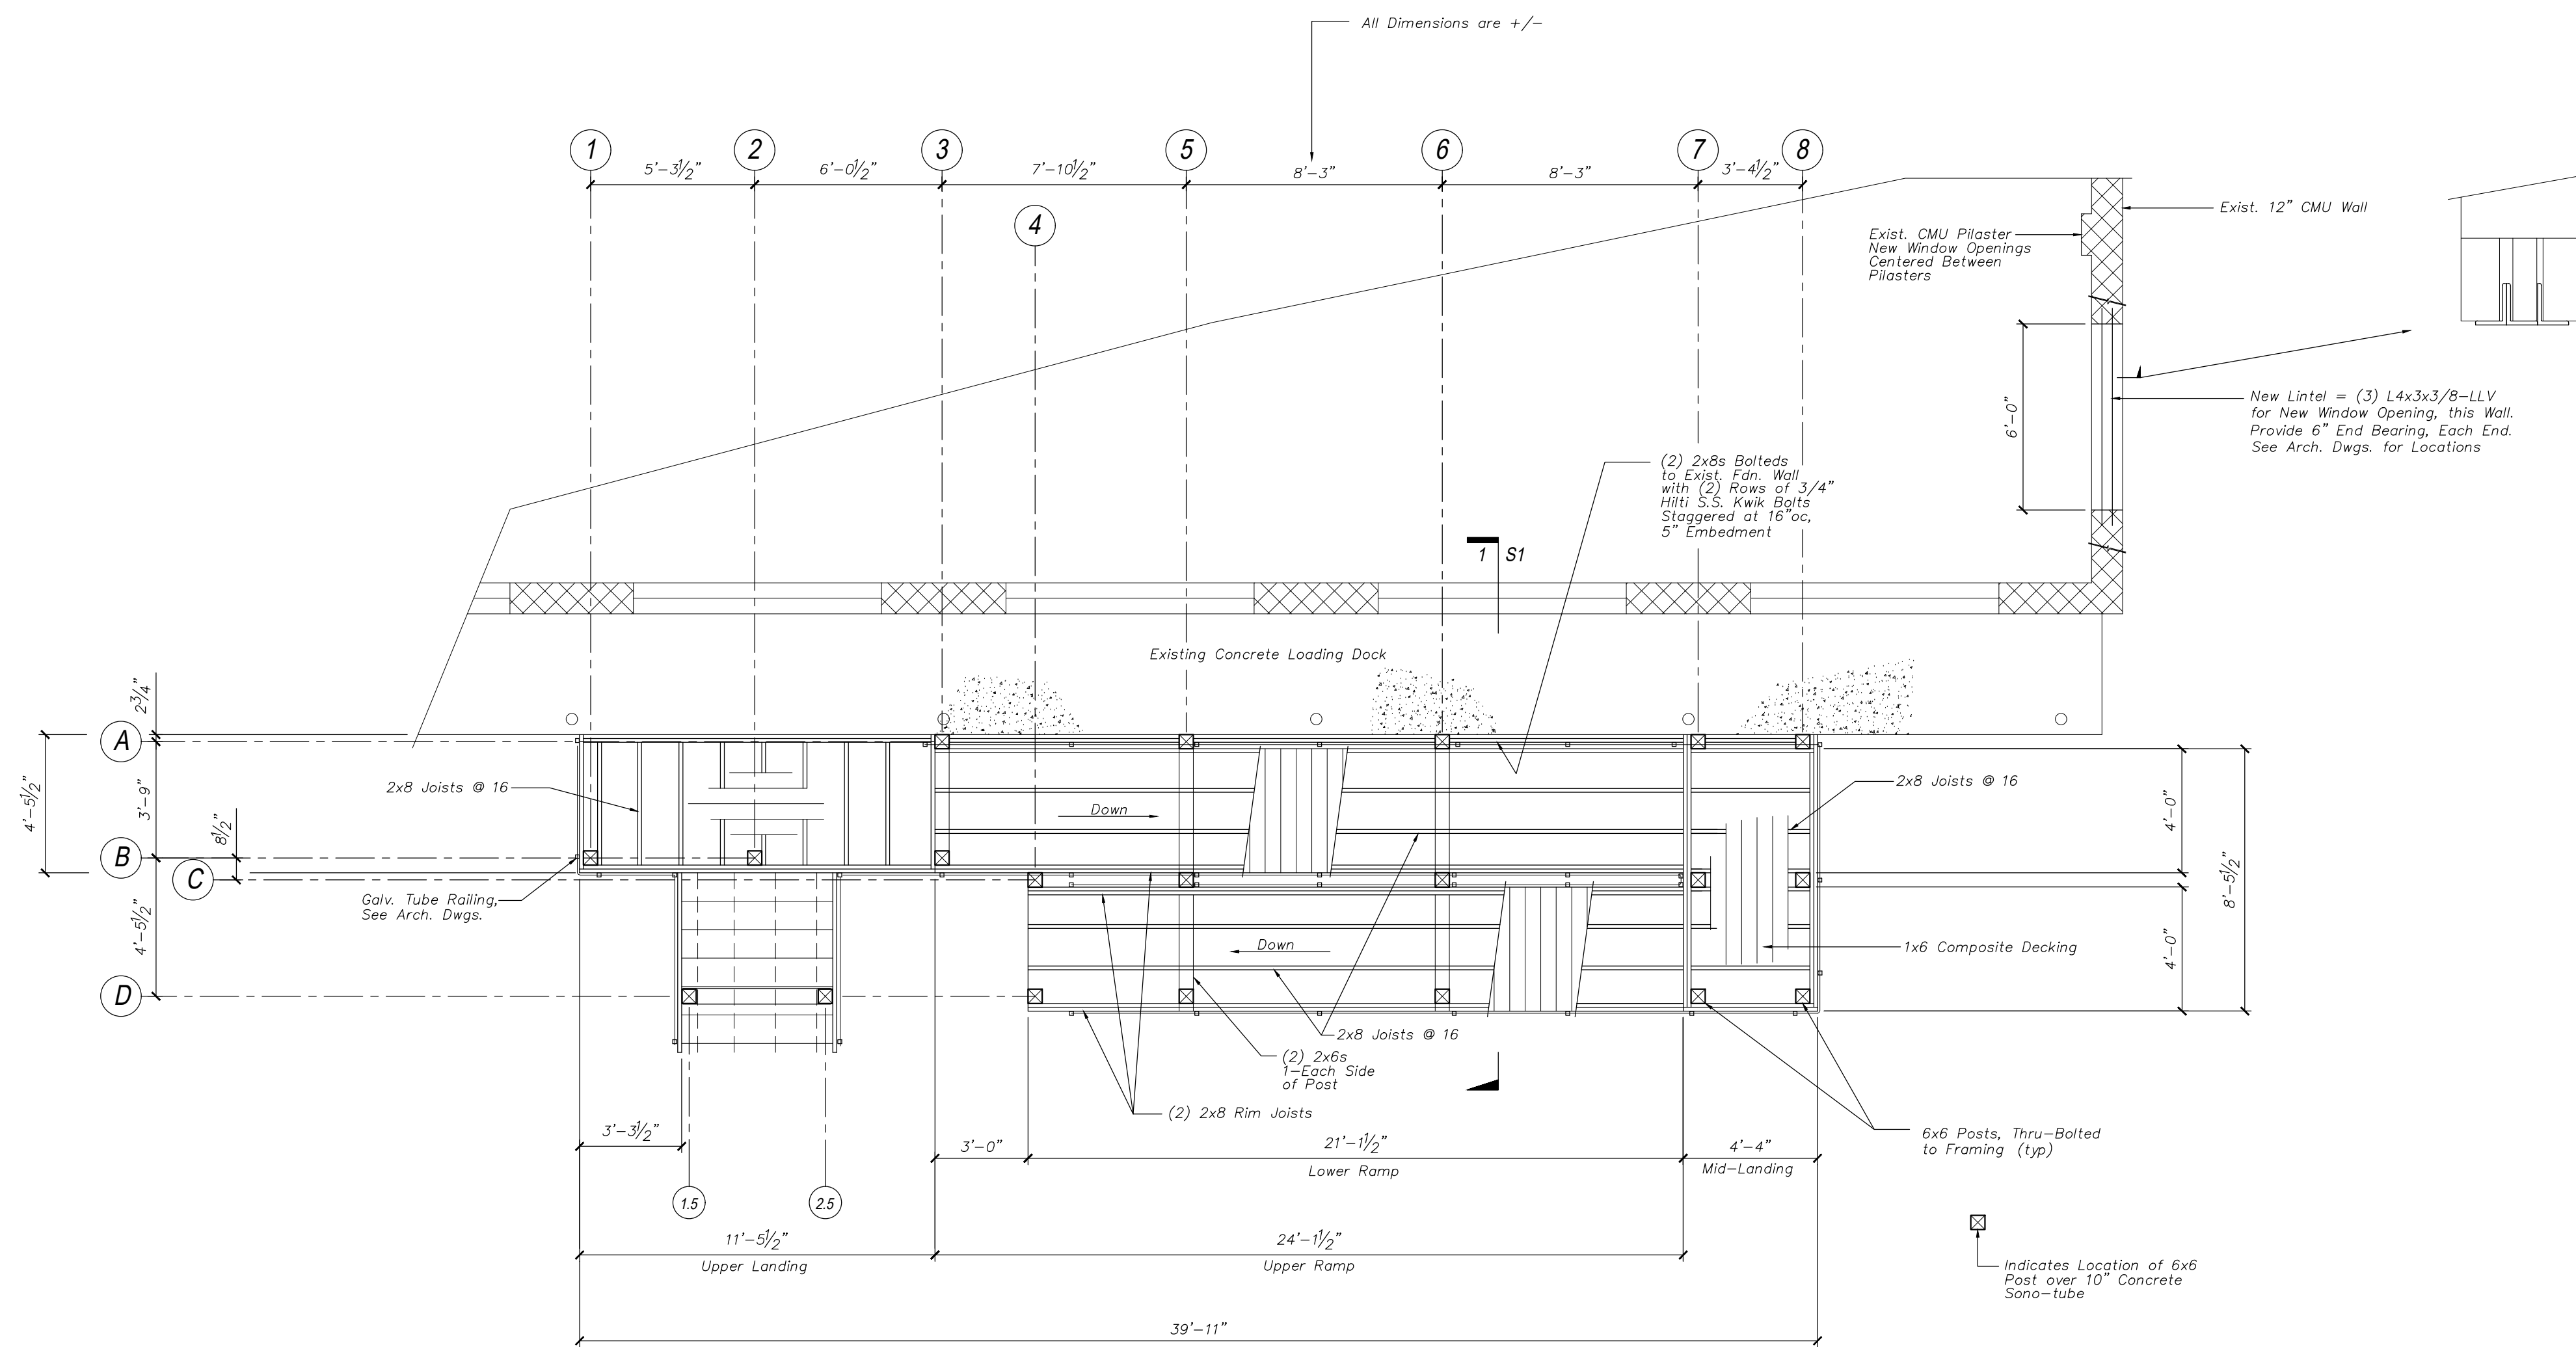 All Dimensions are +/-
1
2
3
5
6
7
8
5'-3½"
6'-0½"
7'-10½"
8'-3"
8'-3"
3'-4½"
4
Exist. 12" CMU Wall
Exist. CMU Pilaster
New Window Openings
Centered Between
Pilasters
6'-0"
New Lintel = (3) L4x3x3/8-LLV
for New Window Opening, this Wall.
Provide 6" End Bearing, Each End.
See Arch. Dwgs. for Locations
(2) 2x8s Bolteds
to Exist. Fdn. Wall
with (2) Rows of 3/4"
Hilti S.S. Kwik Bolts
Staggered at 16"oc,
5" Embedment
1 S1
Existing Concrete Loading Dock
2¾"
A
4'-5½"
3'-9"
8½"
B
C
4'-5½"
D
2x8 Joists @ 16
Down
2x8 Joists @ 16
4'-0"
8'-5½"
4'-0"
Galv. Tube Railing,
See Arch. Dwgs.
Down
1x6 Composite Decking
2x8 Joists @ 16
(2) 2x6s
1-Each Side
of Post
(2) 2x8 Rim Joists
3'-3½"
3'-0"
21'-1½"
Lower Ramp
4'-4"
Mid-Landing
6x6 Posts, Thru-Bolted
to Framing (typ)
1.5
2.5
11'-5½"
Upper Landing
24'-1½"
Upper Ramp
Indicates Location of 6x6
Post over 10" Concrete
Sono-tube
39'-11"